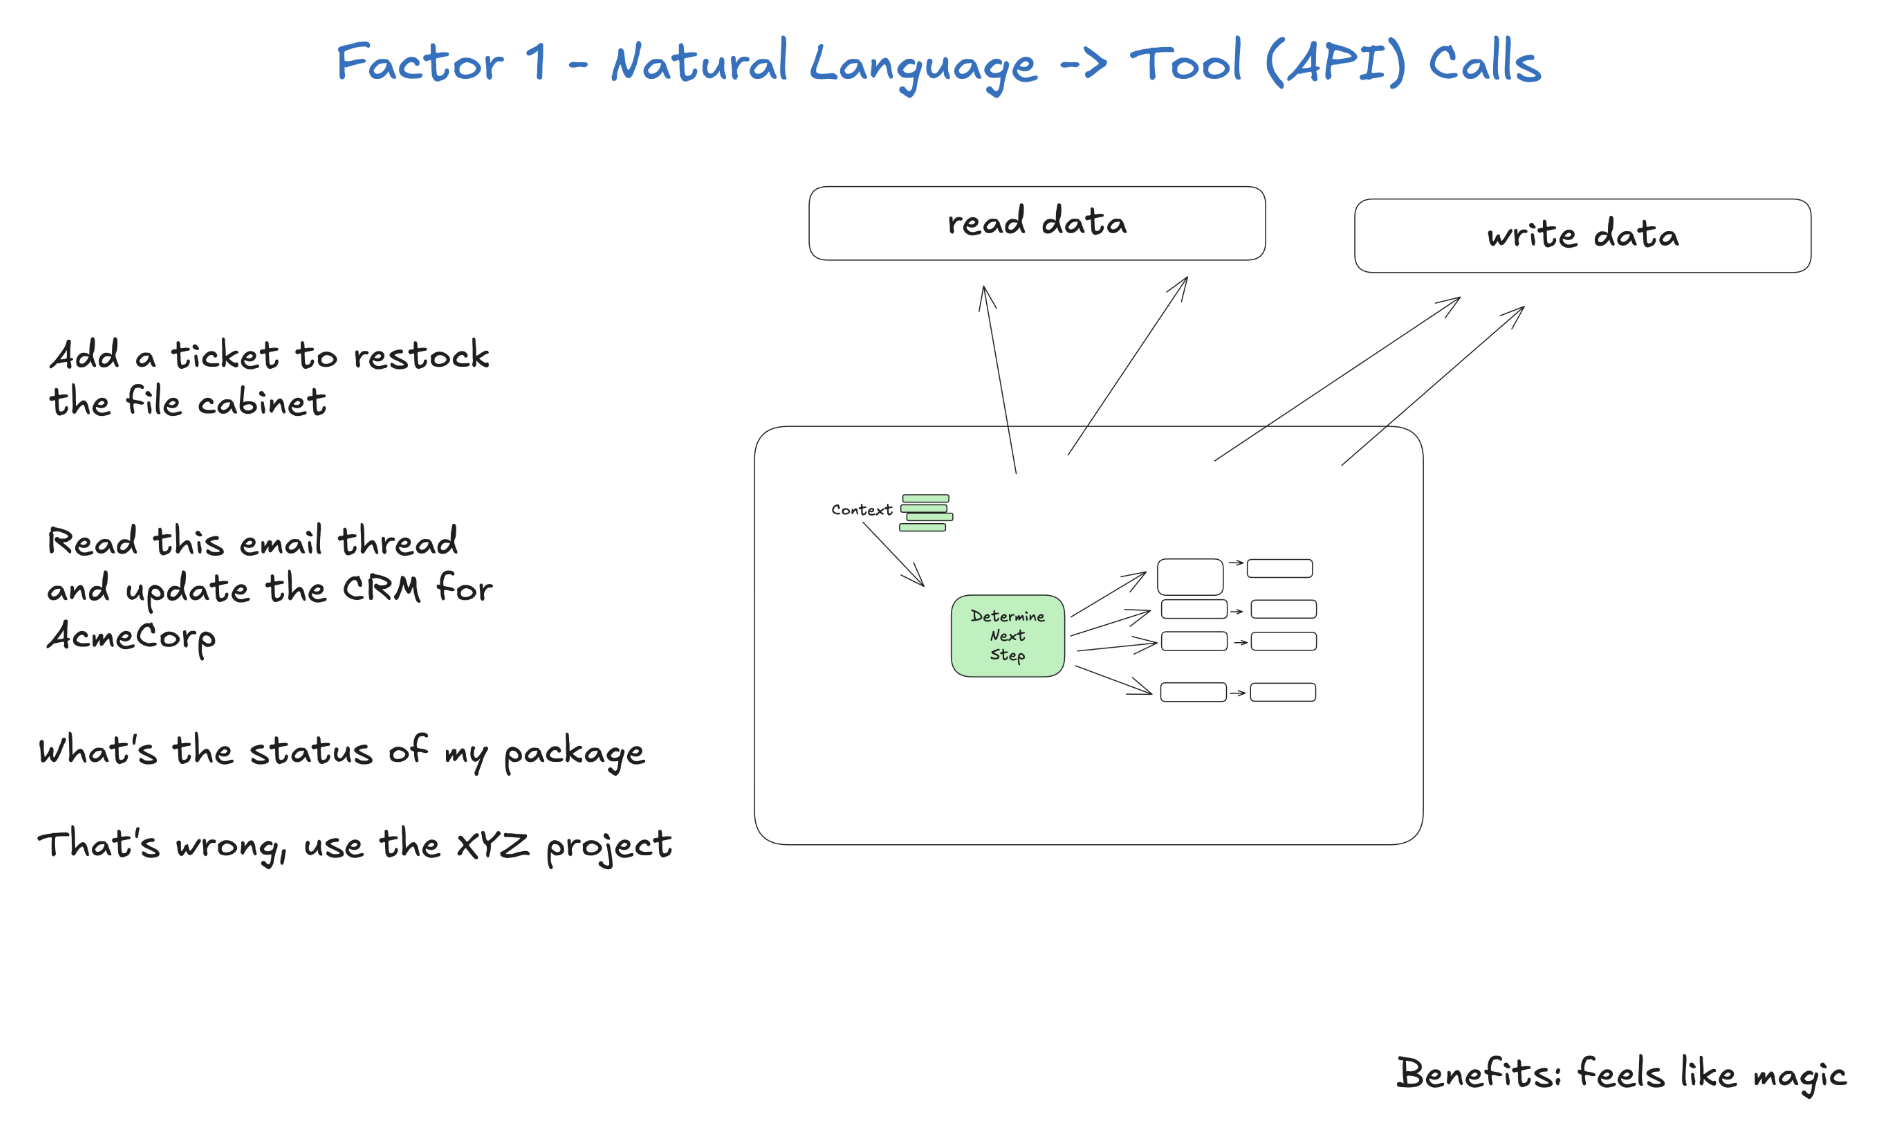 Factor 1 - Natural Language -> Tool (API) Calls
read data
write data
Add a ticket to restock
the file cabinet
Context
Read this email thread
and update the CRM for
AcmeCorp
Determine
Next
Step
What's the status of my package
That's wrong, use the XYZ project
Benefits: feels like magic